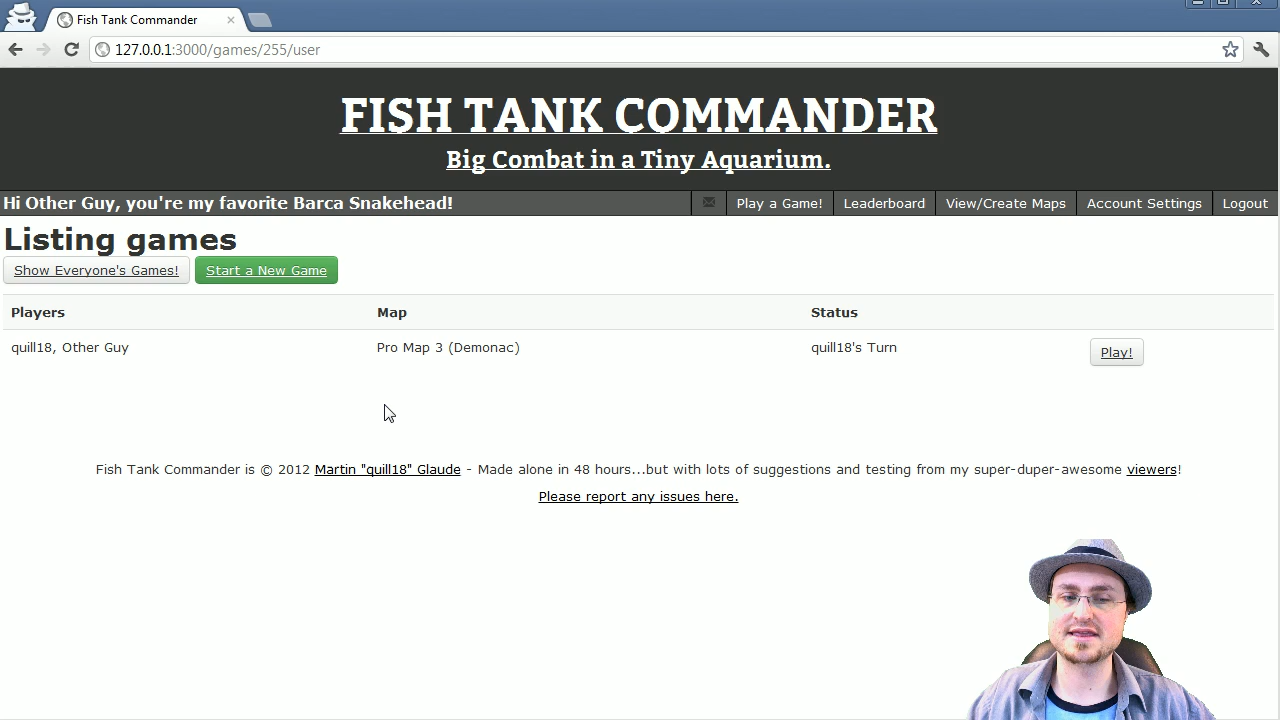 Fish Tank Commander
127.0.0.1:3000/games/255/user
FISH TANK COMMANDER
Big Combat in a Tiny Aquarium.
Hi Other Guy, you're my favorite Barca Snakehead! Play a Game! Leaderboard View/Create Maps Account Settings Logout
Listing games
Show Everyone's Games! Start a New Game
Players Map Status
quill18, Other Guy Pro Map 3 (Demonac) quill18's Turn Play!
Fish Tank Commander is © 2012 Martin "quill18" Glaude - Made alone in 48 hours...but with lots of suggestions and testing from my super-duper-awesome viewers!
Please report any issues here.